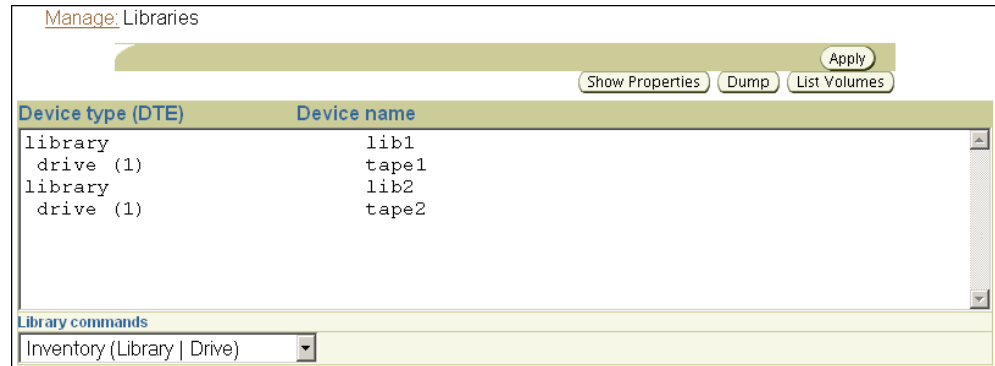 Manage: Libraries
Apply
Show Properties Dump List Volumes
Device type (DTE) Device name
library lib1
drive (1) tape1
library lib2
drive (1) tape2
Library commands
Inventory (Library | Drive)